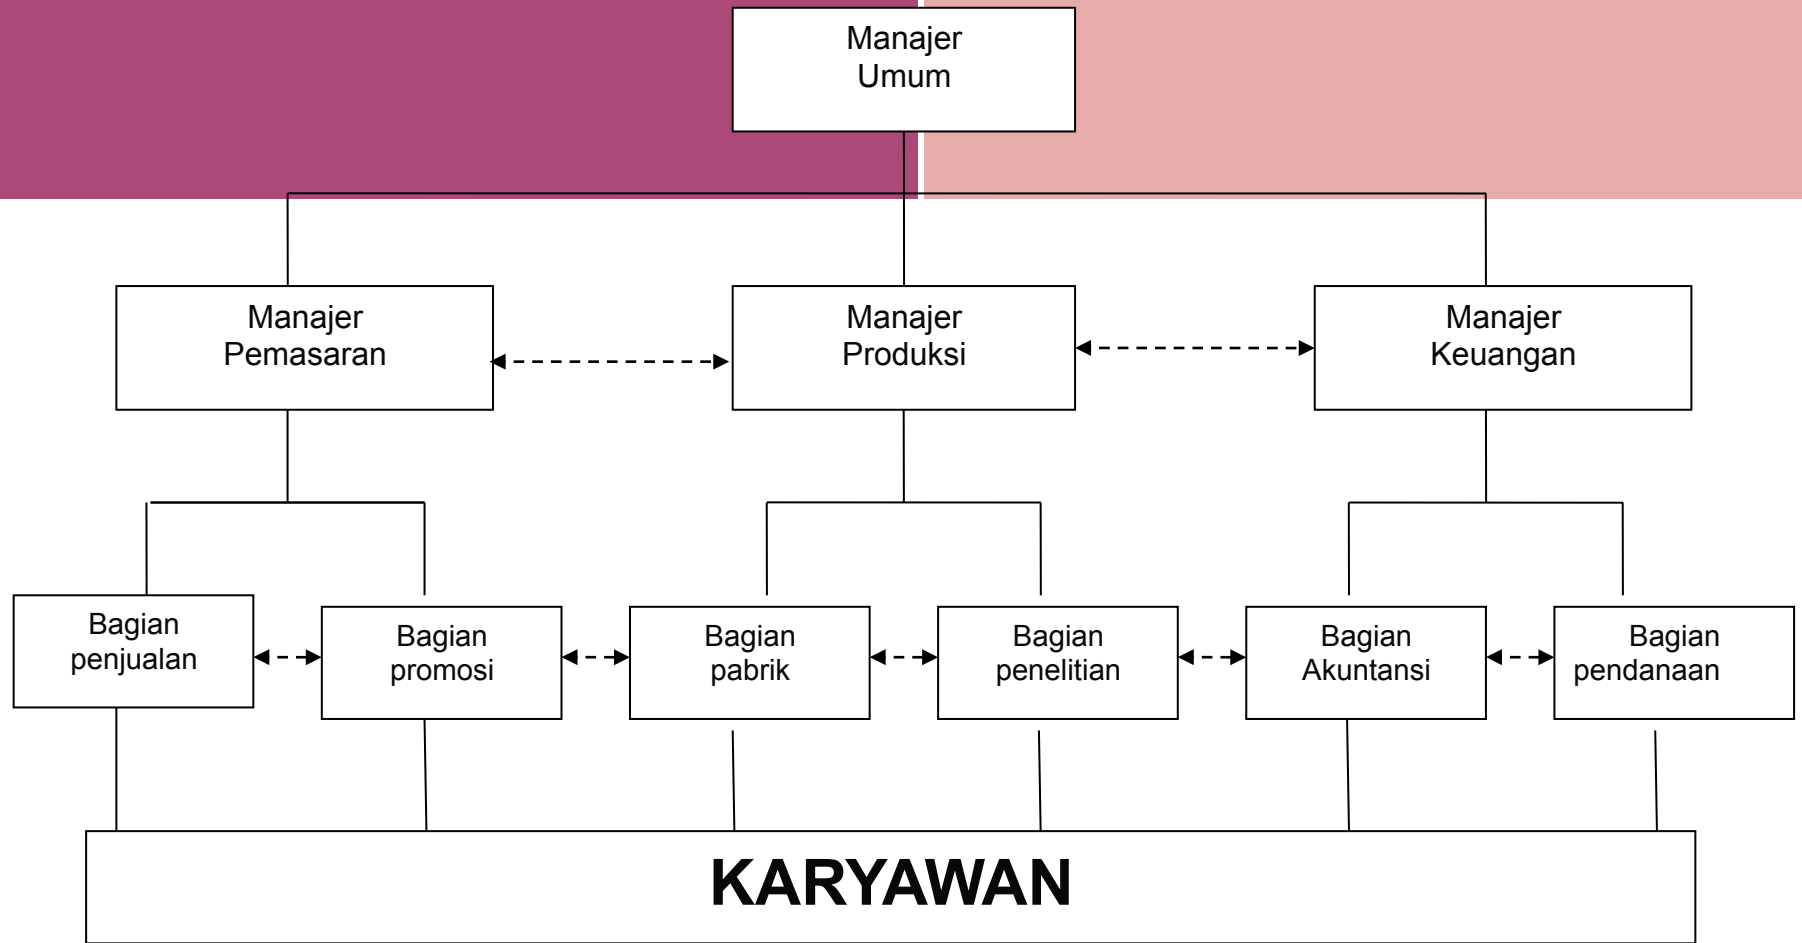 Manajer
Umum
Manajer
Pemasaran
Manajer
Produksi
Manajer
Keuangan
Bagian
penjualan
Bagian
promosi
Bagian
pabrik
Bagian
penelitian
Bagian
Akuntansi
Bagian
pendanaan
KARYAWAN